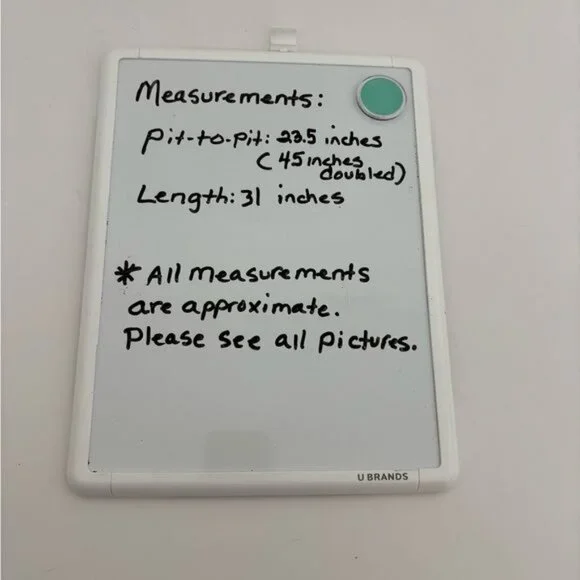 Measurements:
Pit-to-pit: 23.5 inches
( 45 inches
doubled)
Length: 31 inches
* All measurements
are approximate.
Please see all pictures.
U BRANDS